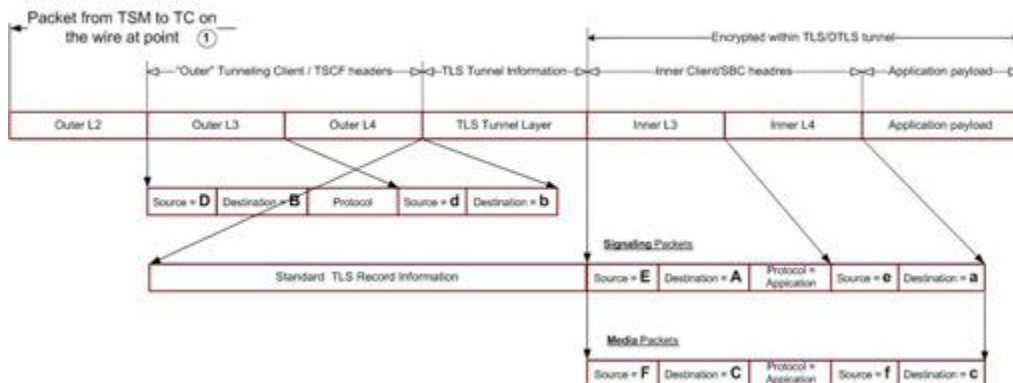 Packet from TSM to TC on
the wire at point 1
Encrypted within TLS/DTLS tunnel
"Outer" Tunneling Client / TSCF headers
TLS Tunnel Information
Inner Client/SBC headres
Application payload
Outer L2
Outer L3
Outer L4
TLS Tunnel Layer
Inner L3
Inner L4
Application payload
Source = D
Destination = B
Protocol
Source = d
Destination = b
Signaling Packets
Standard TLS Record Information
Source = E
Destination = A
Protocol =
Appication
Source = e
Destination = a
Media Packets
Source = F
Destination = C
Protocol =
Appication
Source = f
Destination = c